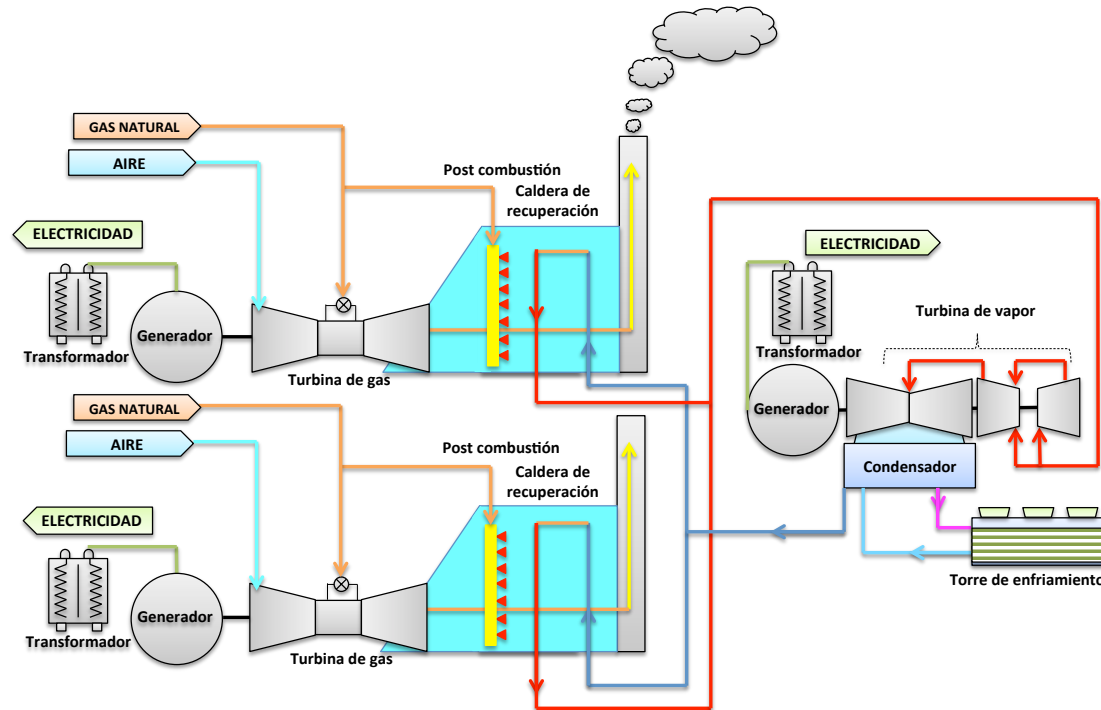 GAS NATURAL
AIRE
Post combustión
Caldera de
recuperación
ELECTRICIDAD
Generador
Transformador
Turbina de gas
ELECTRICIDAD
Turbina de vapor
Transformador
Generador
Condensador
Torre de enfriamiento
GAS NATURAL
AIRE
Post combustión
Caldera de
recuperación
ELECTRICIDAD
Generador
Transformador
Turbina de gas